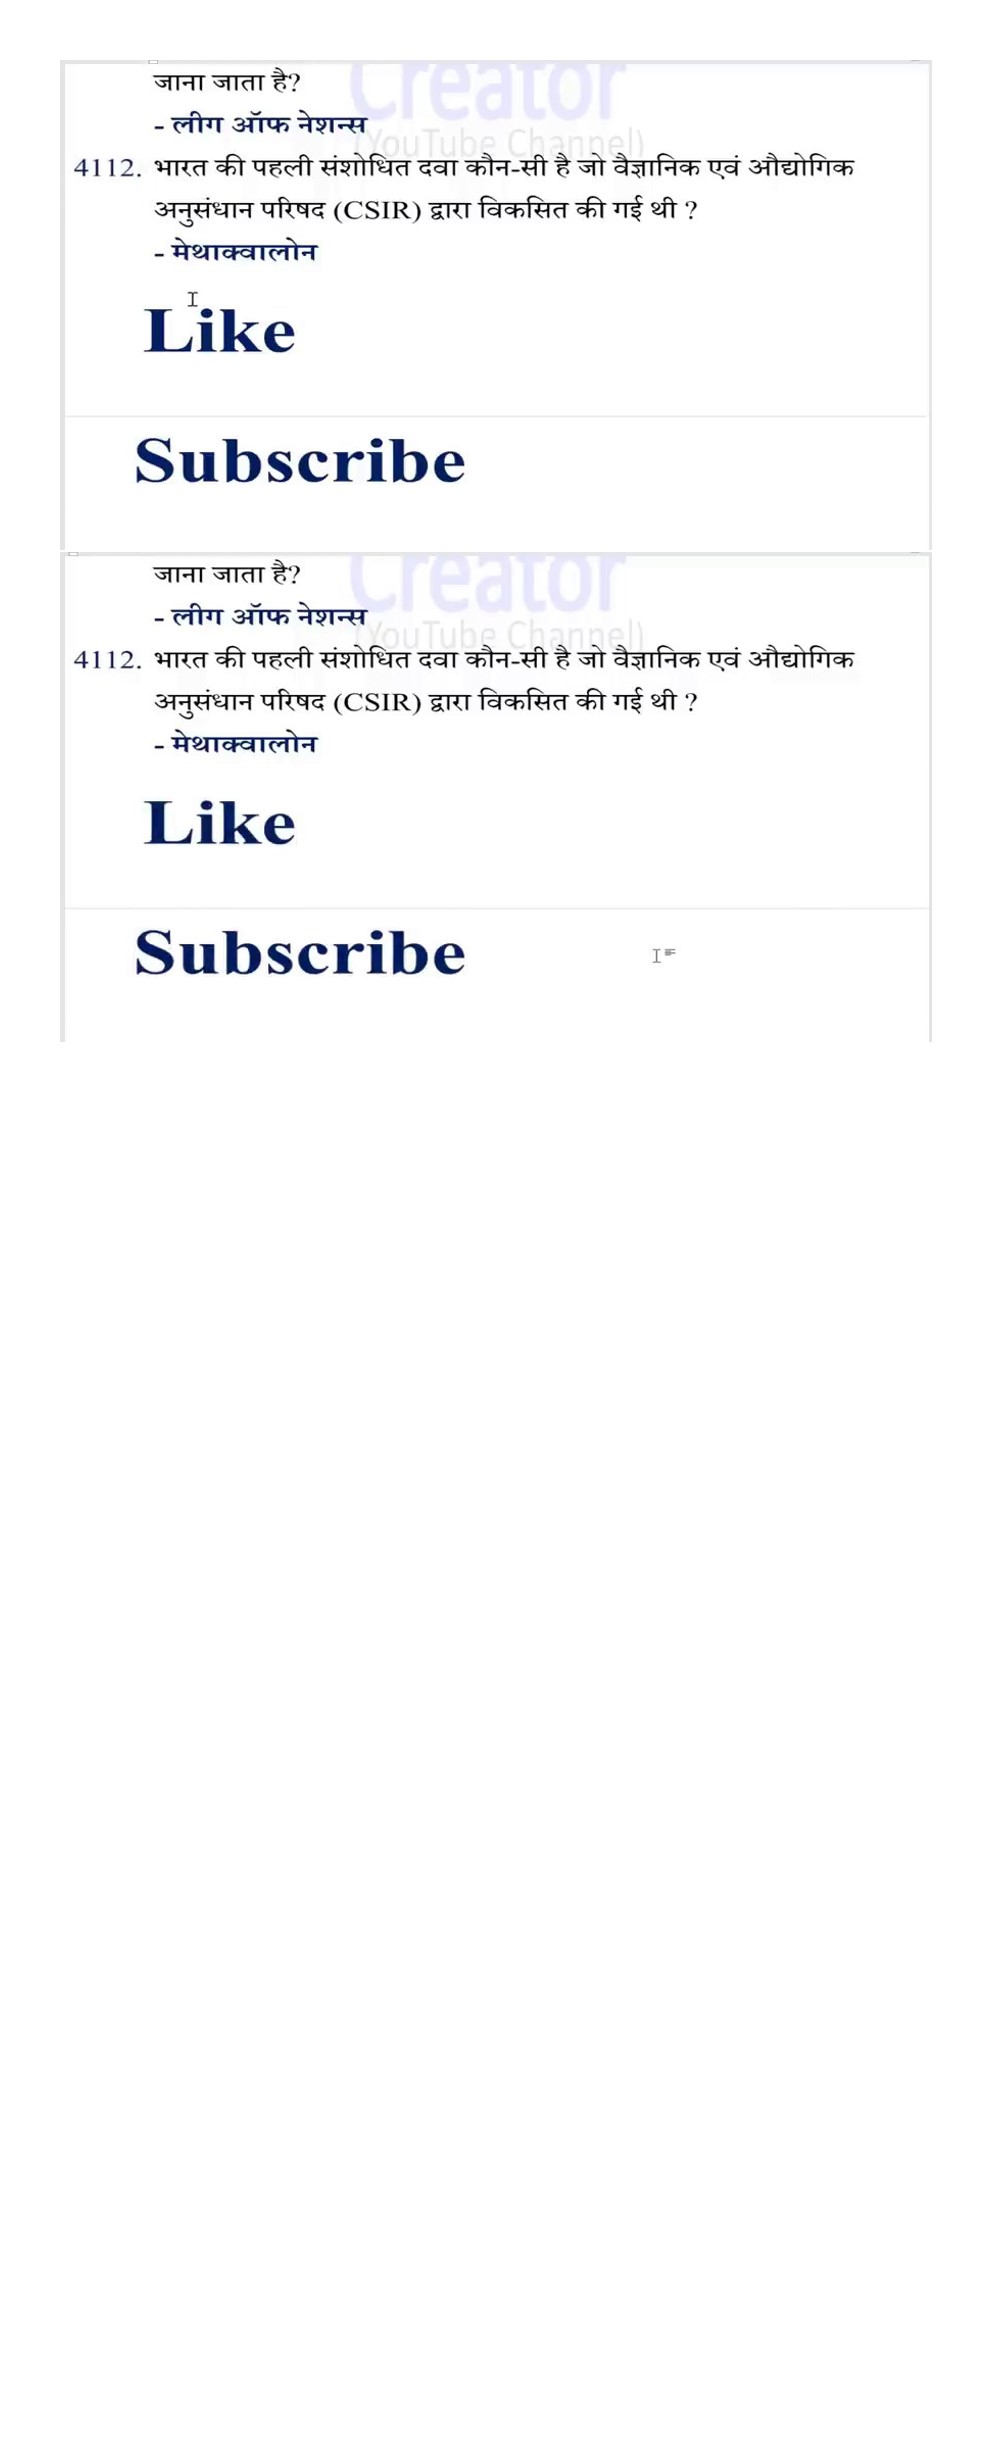 Creator
जाना जाता है?
(YouTube Channel)
- लीग ऑफ नेशन्स
4112. भारत की पहली संशोधित दवा कौन-सी है जो वैज्ञानिक एवं औद्योगिक
अनुसंधान परिषद (CSIR) द्वारा विकसित की गई थी ?
- मेथाक्वालोन
Like
Subscribe
Creator
जाना जाता है?
(YouTube Channel)
- लीग ऑफ नेशन्स
4112. भारत की पहली संशोधित दवा कौन-सी है जो वैज्ञानिक एवं औद्योगिक
अनुसंधान परिषद (CSIR) द्वारा विकसित की गई थी ?
- मेथाक्वालोन
Like
Subscribe